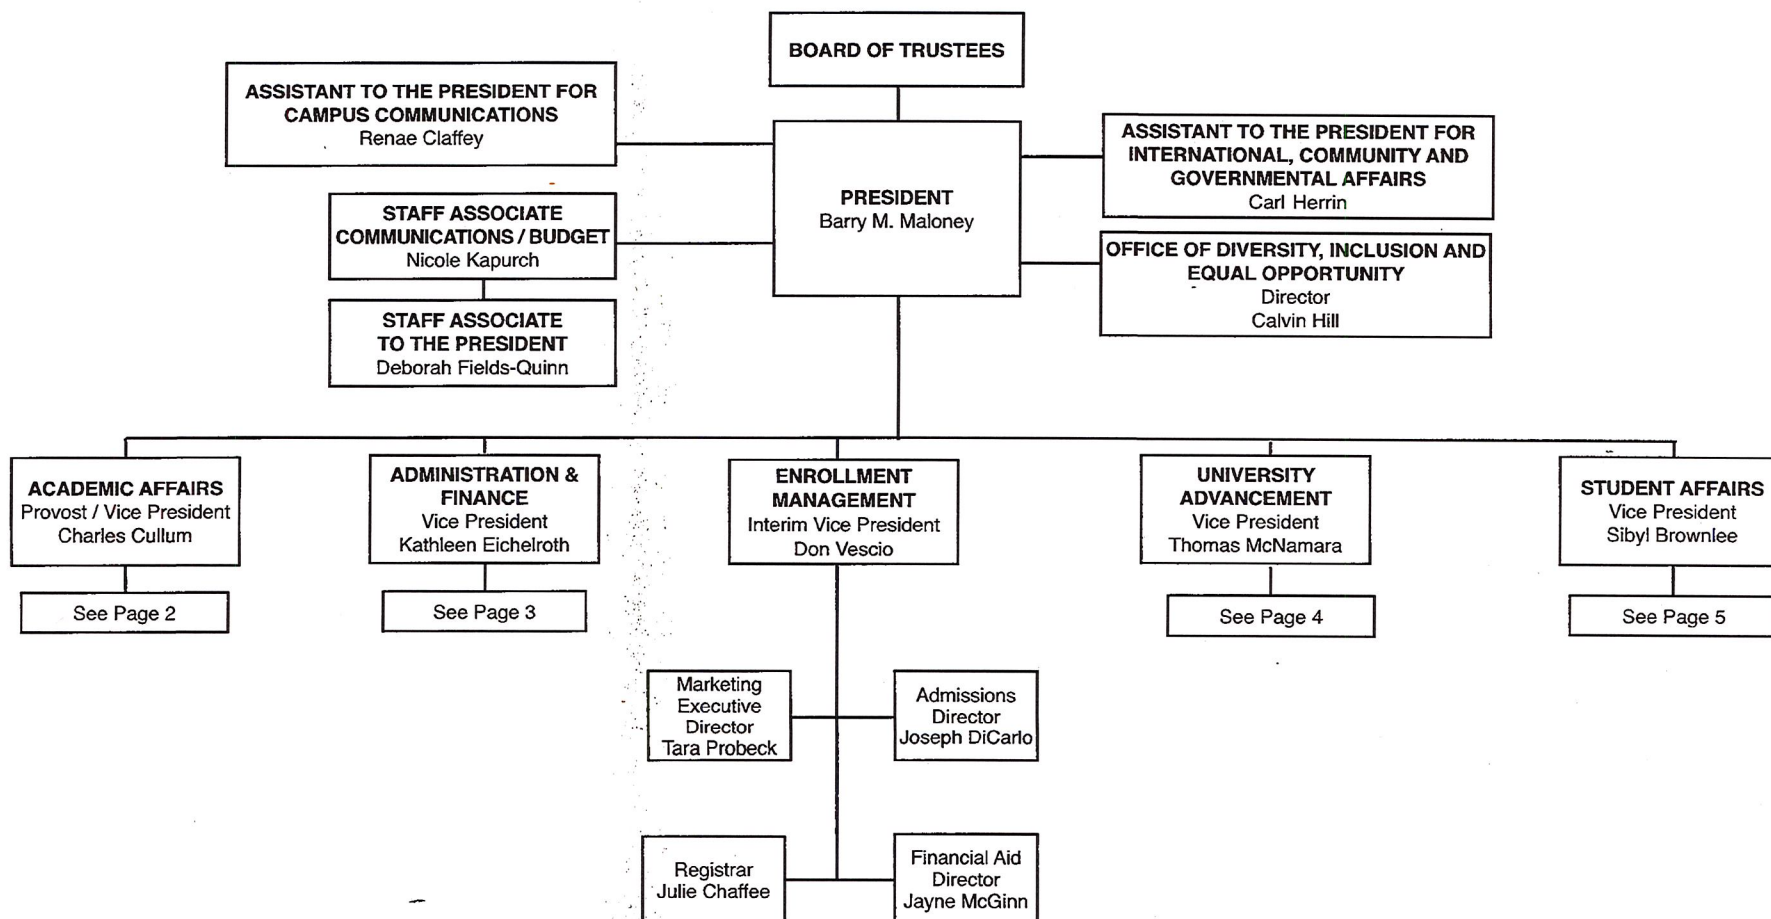 BOARD OF TRUSTEES
ASSISTANT TO THE PRESIDENT FOR
CAMPUS COMMUNICATIONS
Renae Claffey
ASSISTANT TO THE PRESIDENT FOR
INTERNATIONAL, COMMUNITY AND
GOVERNMENTAL AFFAIRS
Carl Herrin
PRESIDENT
Barry M. Maloney
STAFF ASSOCIATE
COMMUNICATIONS / BUDGET
Nicole Kapurch
OFFICE OF DIVERSITY, INCLUSION AND
EQUAL OPPORTUNITY
Director
Calvin Hill
STAFF ASSOCIATE
TO THE PRESIDENT
Deborah Fields-Quinn
ACADEMIC AFFAIRS
Provost / Vice President
Charles Cullum
ADMINISTRATION &
FINANCE
Vice President
Kathleen Eichelroth
ENROLLMENT
MANAGEMENT
Interim Vice President
Don Vescio
UNIVERSITY
ADVANCEMENT
Vice President
Thomas McNamara
STUDENT AFFAIRS
Vice President
Sibyl Brownlee
See Page 2
See Page 3
See Page 4
See Page 5
Marketing
Executive
Director
Tara Probeck
Admissions
Director
Joseph DiCarlo
Registrar
Julie Chaffee
Financial Aid
Director
Jayne McGinn